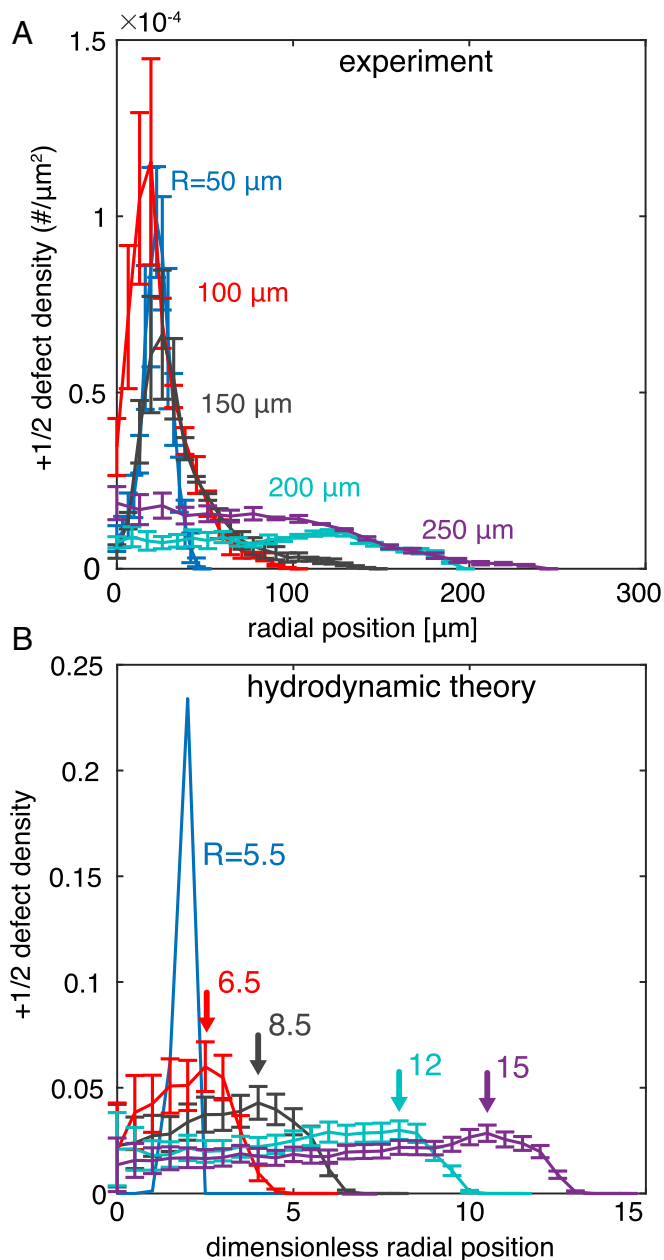 A
×10⁻⁴
experiment
1.5
1
0.5
0
+1/2 defect density (#/µm²)
R=50 µm
100 µm
150 µm
200 µm
250 µm
0
100
200
300
radial position [µm]
B
hydrodynamic theory
0.25
0.2
0.15
0.1
0.05
0
+1/2 defect density
R=5.5
6.5
8.5
12
15
0
5
10
15
dimensionless radial position